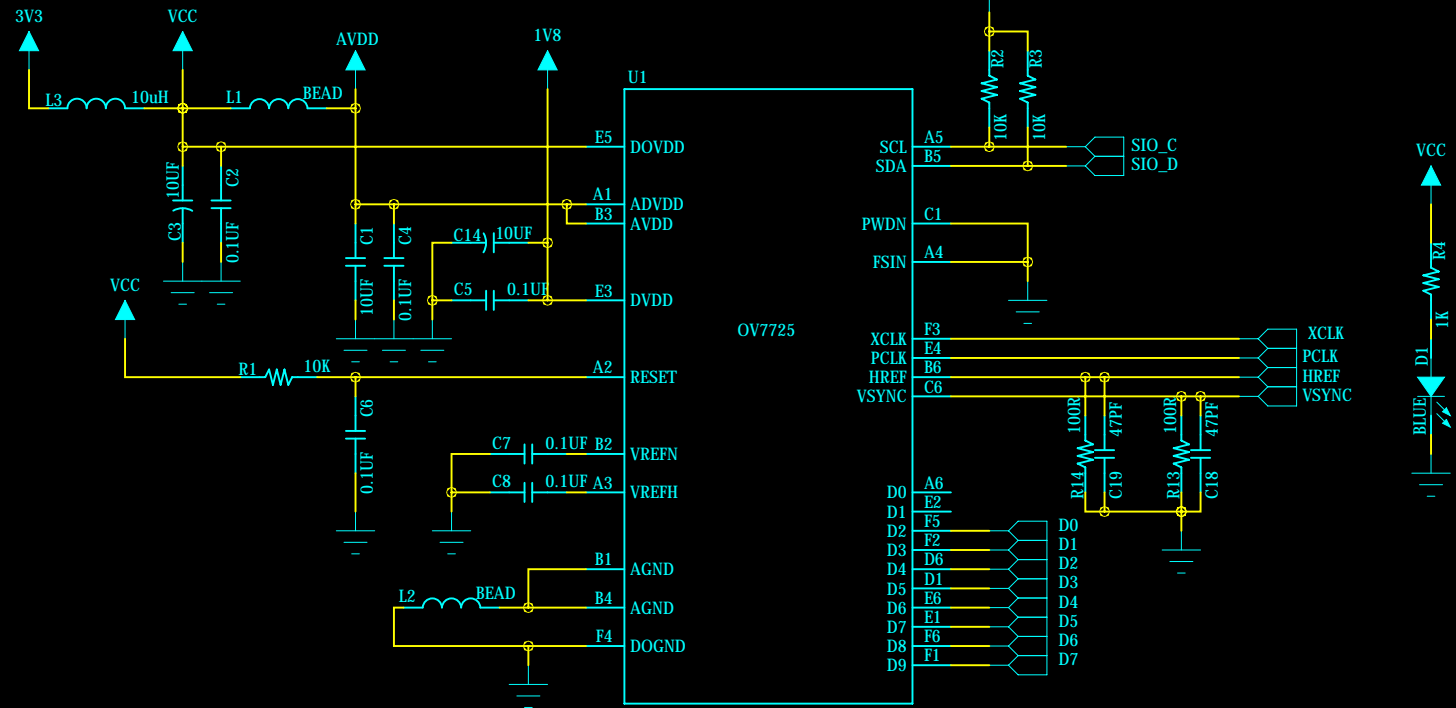 3V3
VCC
AVDD
1V8
L3
10uH
L1
BEAD
10UF
C3
C2
0.1UF
C1
10UF
C4
0.1UF
C14
10UF
C5
0.1UF
VCC
R1
10K
C6
0.1UF
C7
0.1UF
C8
0.1UF
L2
BEAD
U1
OV7725
E5
DOVDD
A1
ADVDD
B3
AVDD
E3
DVDD
A2
RESET
B2
VREFN
A3
VREFH
B1
AGND
B4
AGND
F4
DOGND
R2
10K
R3
10K
SCL
A5
SIO_C
SDA
B5
SIO_D
PWDN
C1
FSIN
A4
XCLK
F3
XCLK
PCLK
E4
PCLK
HREF
B6
HREF
VSYNC
C6
VSYNC
100R
R14
47PF
C19
100R
R13
47PF
C18
D0
A6
D1
E2
D2
F5
D0
D3
F2
D1
D4
D6
D2
D5
D1
D3
D6
E6
D4
D7
E1
D5
D8
F6
D6
D9
F1
D7
VCC
R4
1K
D1
BLUE